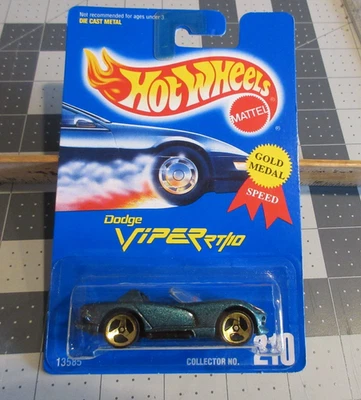 Not recommended for ages under 3
DIE CAST METAL
HOT WHEELS
MATTEL
GOLD
MEDAL
SPEED
Dodge
VIPER RT/10
13585
COLLECTOR NO.
210